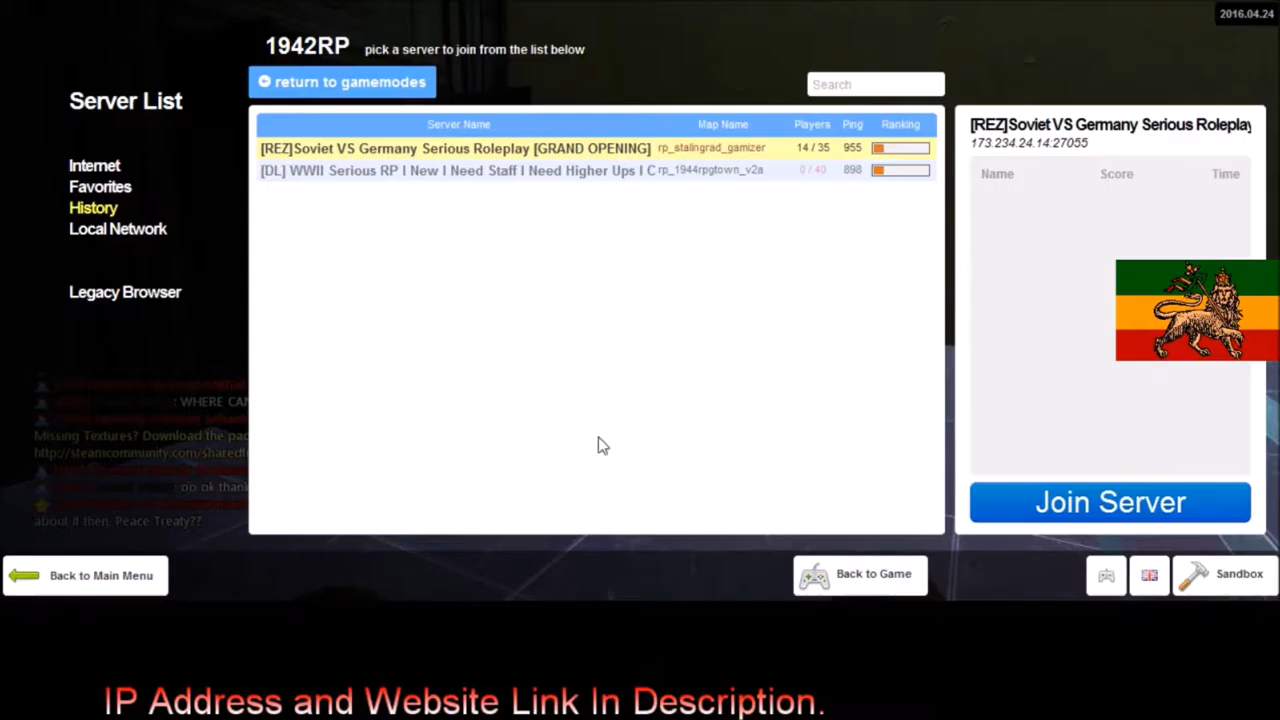 2016.04.24
1942RP pick a server to join from the list below
return to gamemodes
Search
Server List
Internet
Favorites
History
Local Network
Legacy Browser
Server Name Map Name Players Ping Ranking
[REZ]Soviet VS Germany Serious Roleplay [GRAND OPENING] rp_stalingrad_gamizer 14 / 35 955
[DL] WWII Serious RP I New I Need Staff I Need Higher Ups I C rp_1944rpgtown_v2a 0 / 40 898
[REZ]Soviet VS Germany Serious Roleplay
173.234.24.14:27055
Name Score Time
: WHERE CAN
Missing Textures? Download the pac
http://steamcommunity.com/sharedf
: oo ok thank
about it then, Peace Treaty??
Join Server
Back to Main Menu
Back to Game
Sandbox
IP Address and Website Link In Description.